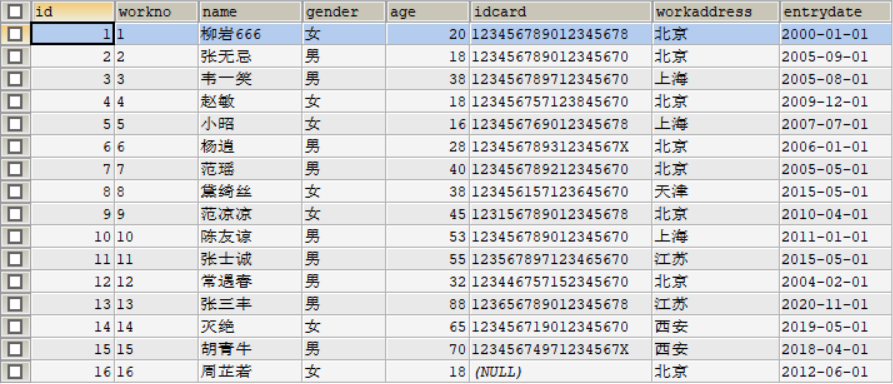 id workno name gender age idcard workaddress entrydate
1 1 柳岩666 女 20 123456789012345678 北京 2000-01-01
2 2 张无忌 男 18 123456789012345670 北京 2005-09-01
3 3 韦一笑 男 38 123456789712345670 上海 2005-08-01
4 4 赵敏 女 18 123456757123845670 北京 2009-12-01
5 5 小昭 女 16 123456769012345678 上海 2007-07-01
6 6 杨逍 男 28 12345678931234567X 北京 2006-01-01
7 7 范瑶 男 40 123456789212345670 北京 2005-05-01
8 8 黛绮丝 女 38 123456157123645670 天津 2015-05-01
9 9 范凉凉 女 45 123156789012345678 北京 2010-04-01
10 10 陈友谅 男 53 123456789012345670 上海 2011-01-01
11 11 张士诚 男 55 123567897123465670 江苏 2015-05-01
12 12 常遇春 男 32 123446757152345670 北京 2004-02-01
13 13 张三丰 男 88 123656789012345678 江苏 2020-11-01
14 14 灭绝 女 65 123456719012345670 西安 2019-05-01
15 15 胡青牛 男 70 12345674971234567X 西安 2018-04-01
16 16 周芷若 女 18 (NULL) 北京 2012-06-01